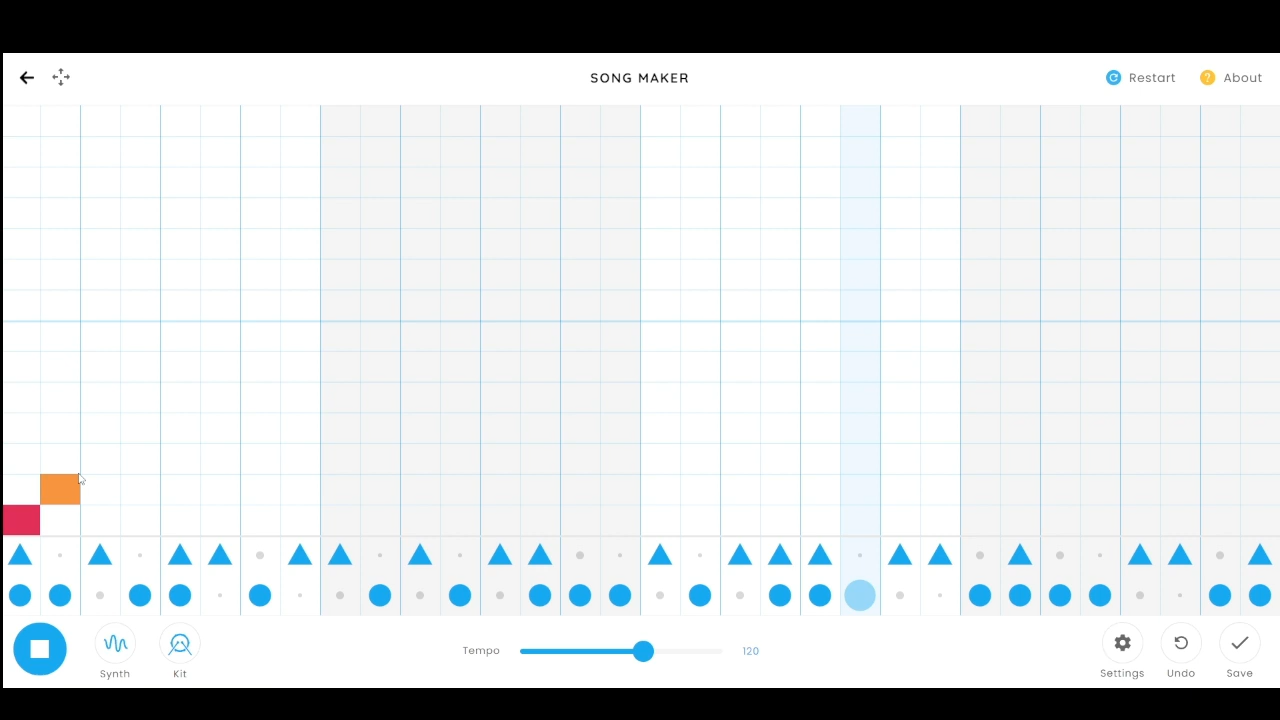 SONG MAKER
Restart
? About
Tempo
120
Synth
Kit
Settings
Undo
Save